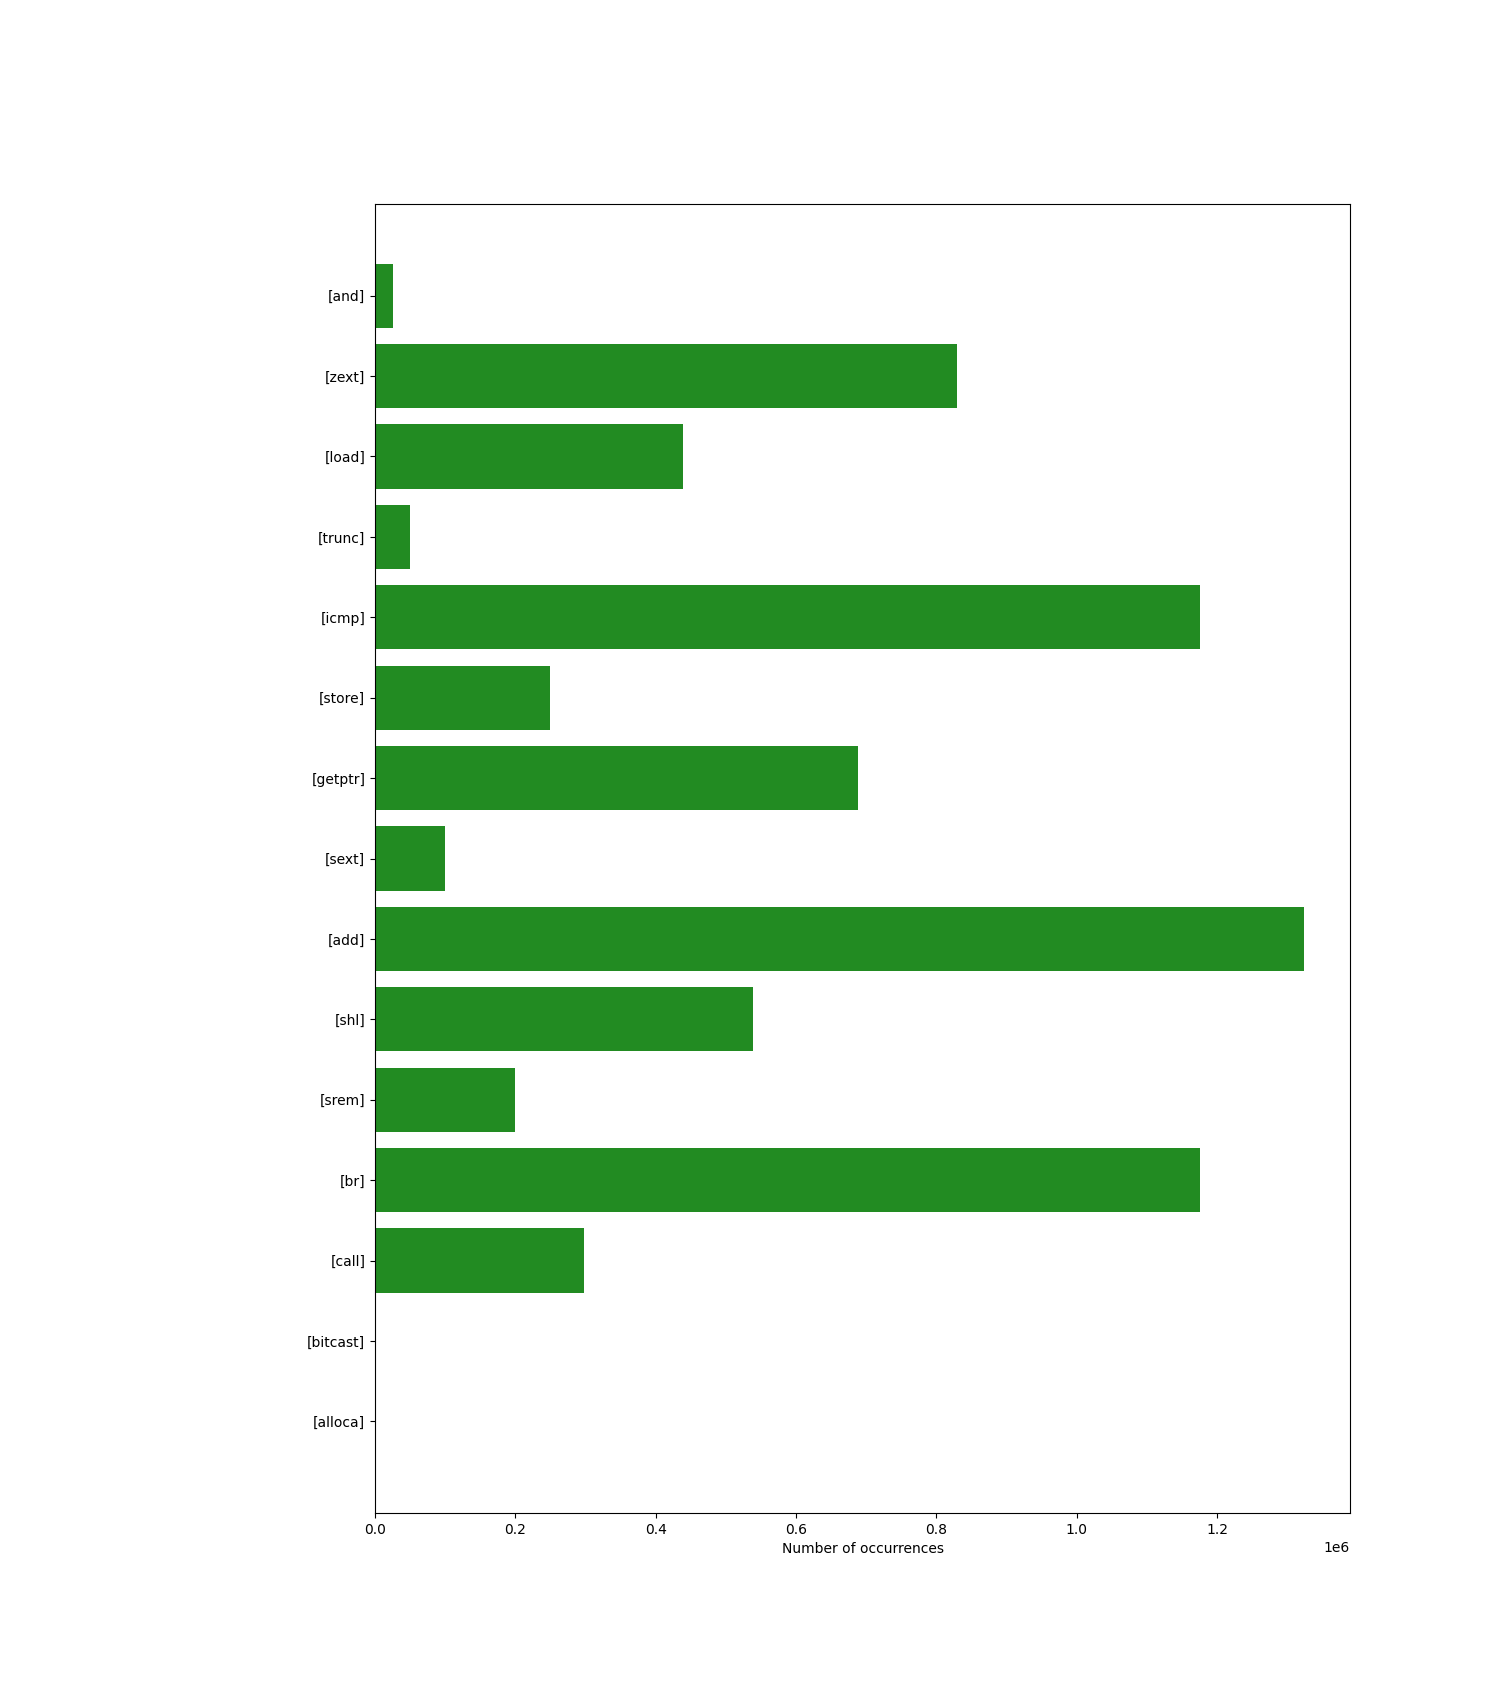 [and]
[zext]
[load]
[trunc]
[icmp]
[store]
[getptr]
[sext]
[add]
[shl]
[srem]
[br]
[call]
[bitcast]
[alloca]
0.0 0.2 0.4 0.6 0.8 1.0 1.2
Number of occurrences
1e6